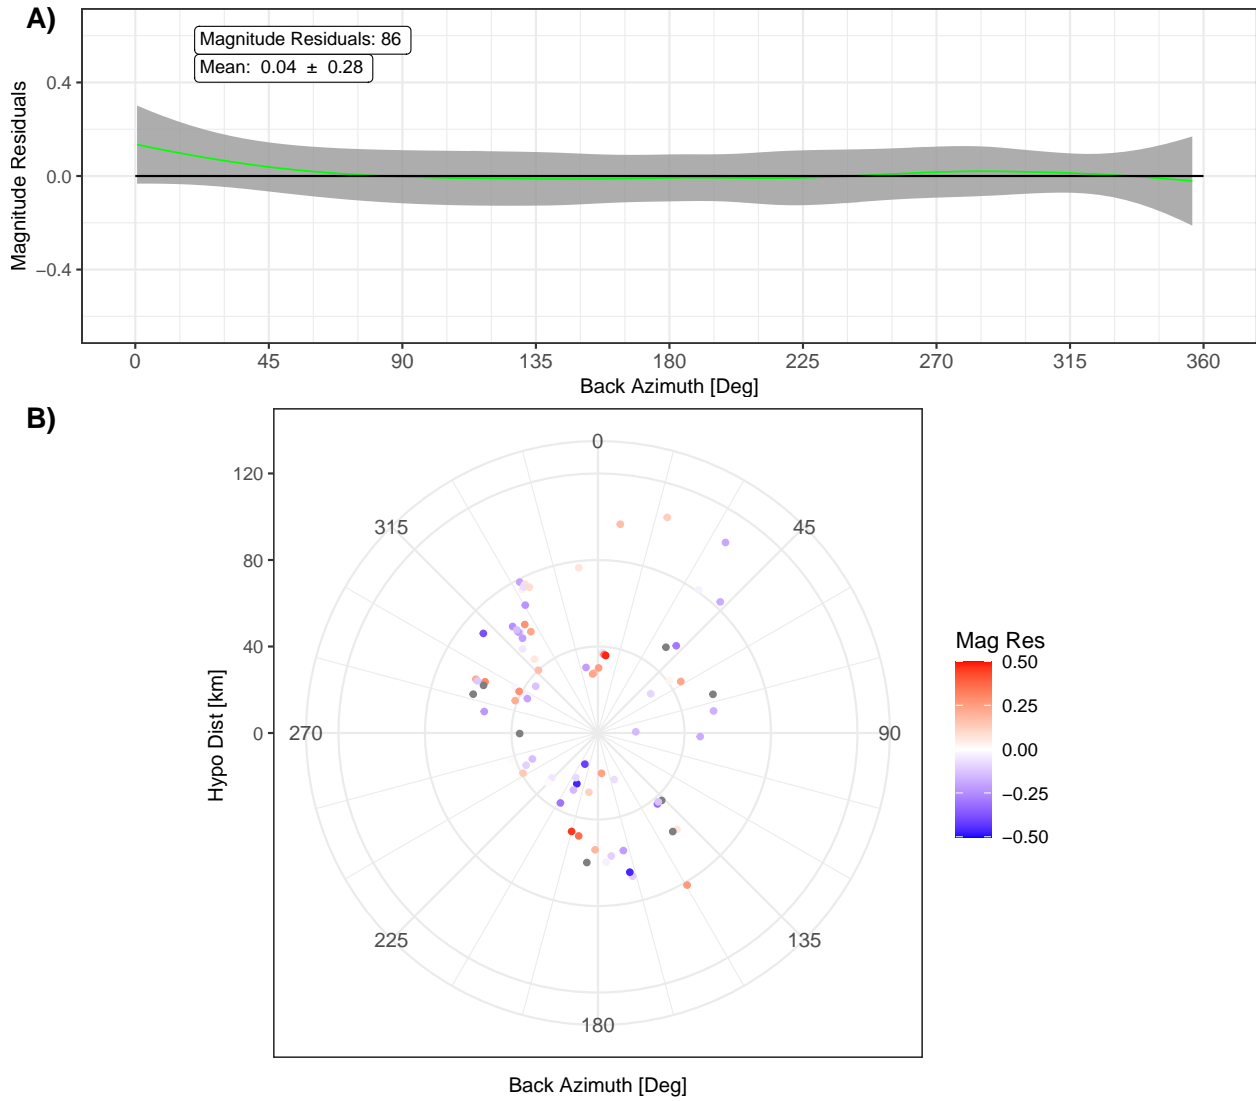 A)
Magnitude Residuals: 86
Mean:  0.04  ±  0.28
Magnitude Residuals
0.4
0.0
−0.4
0 45 90 135 180 225 270 315 360
Back Azimuth [Deg]
B)
Hypo Dist [km]
120
80
40
0
0
45
90
135
180
225
270
315
Back Azimuth [Deg]
Mag Res
0.50
0.25
0.00
−0.25
−0.50